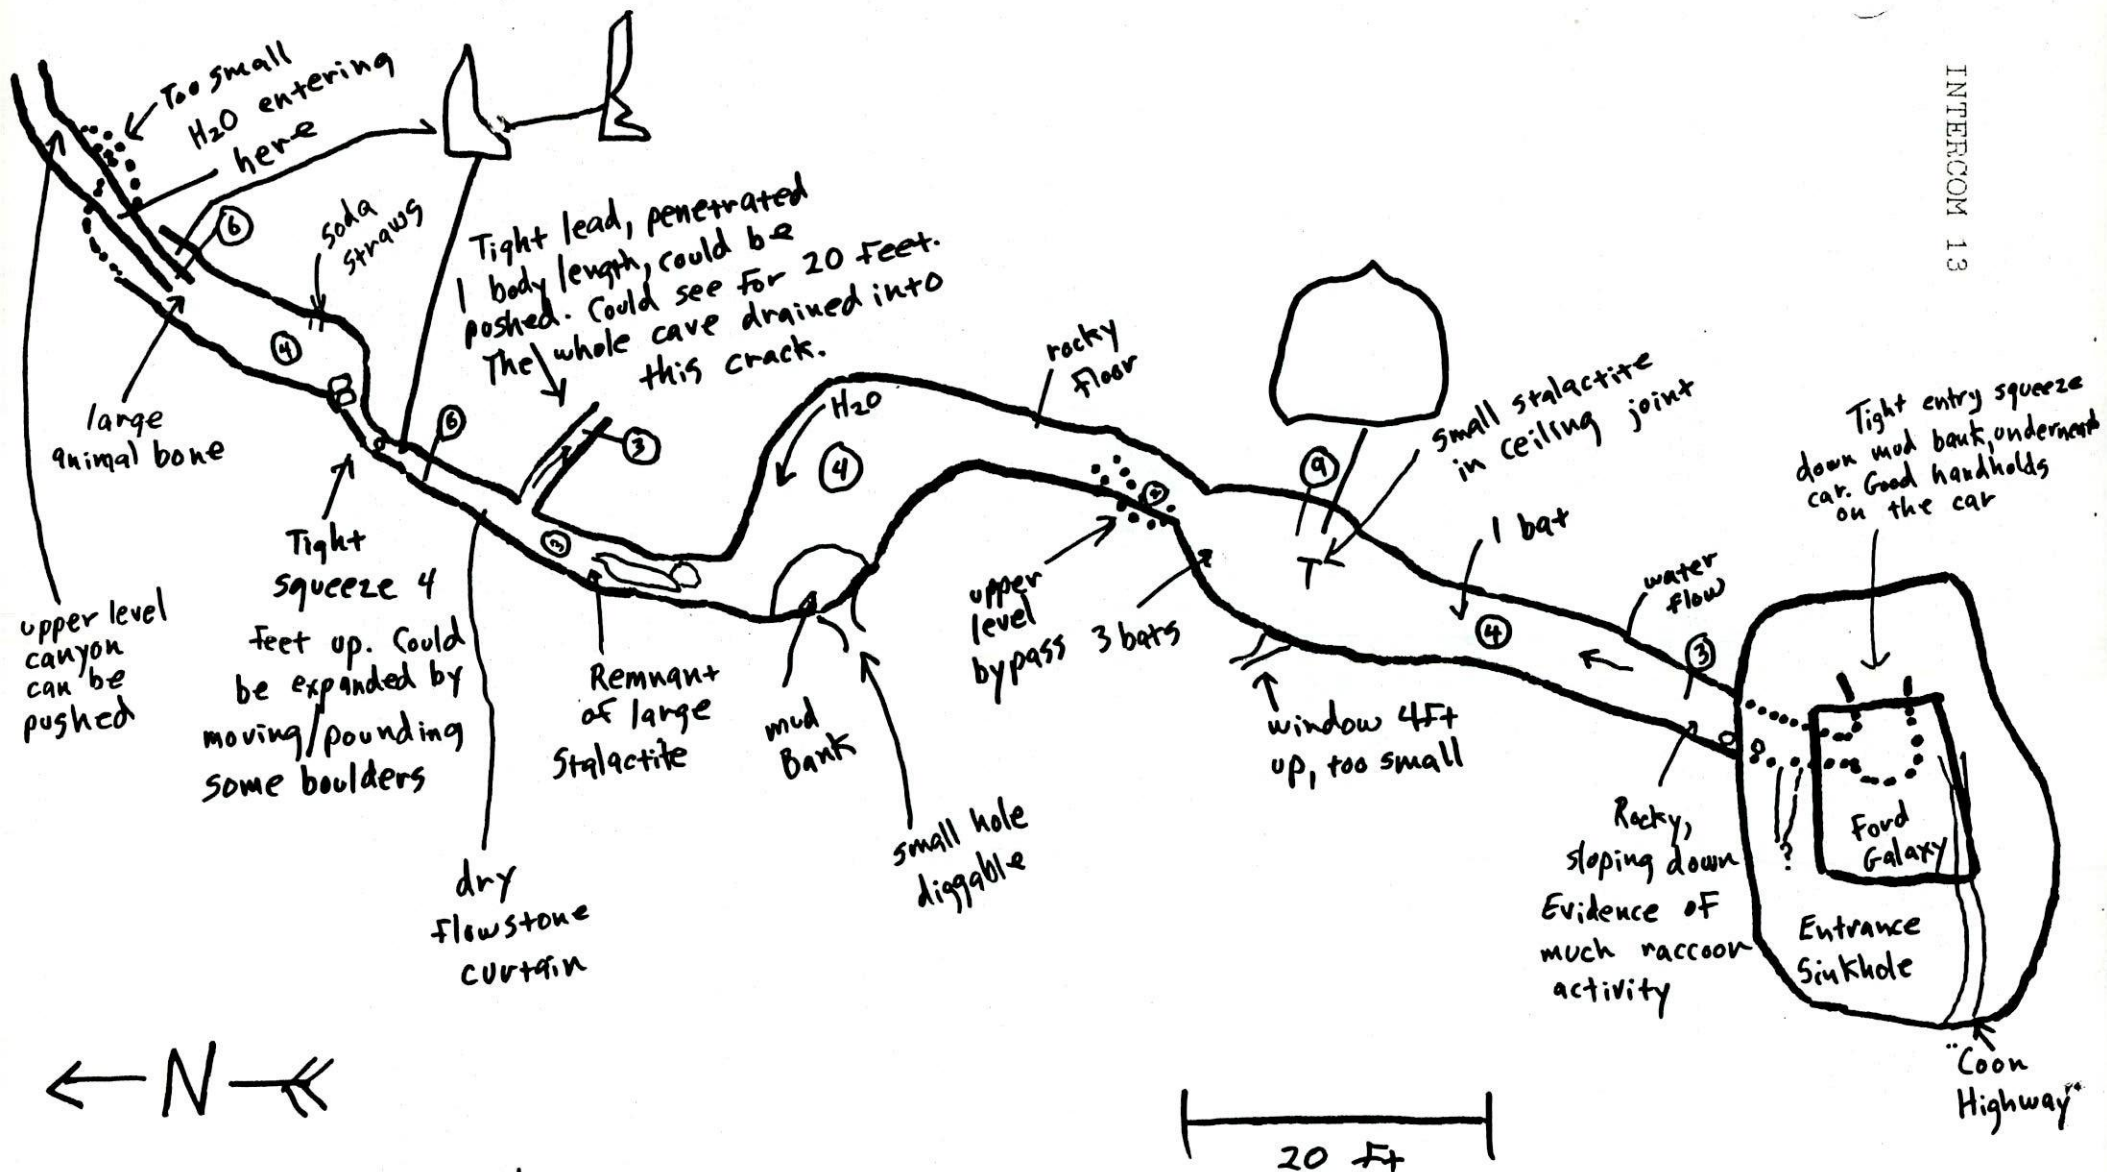 INTERCOM 13
Too small
H2O entering
here
6
soda
straws
4
large
animal bone
upper level
canyon
can be
pushed
Tight lead, penetrated
1 body length, could be
poshed. Could see for 20 feet.
The whole cave drained into
this crack.
6
3
Tight
squeeze 4
feet up. Could
be expanded by
moving/pounding
some boulders
dry
flowstone
curtain
3
Remnant
of large
Stalactite
H2O
4
mud
Bank
small hole
diggable
rocky
floor
upper
level
bypass
3 bats
9
T
small stalactite
in ceiling joint
window 4Ft
up, too small
1 bat
4
water
flow
3
Rocky,
sloping down
Evidence of
much raccoon
activity
Tight entry squeeze
down mud bank, underneath
car. Good handholds
on the car
?
Ford
Galaxy
Entrance
Sinkhole
"Coon
Highway"
N
20 Ft